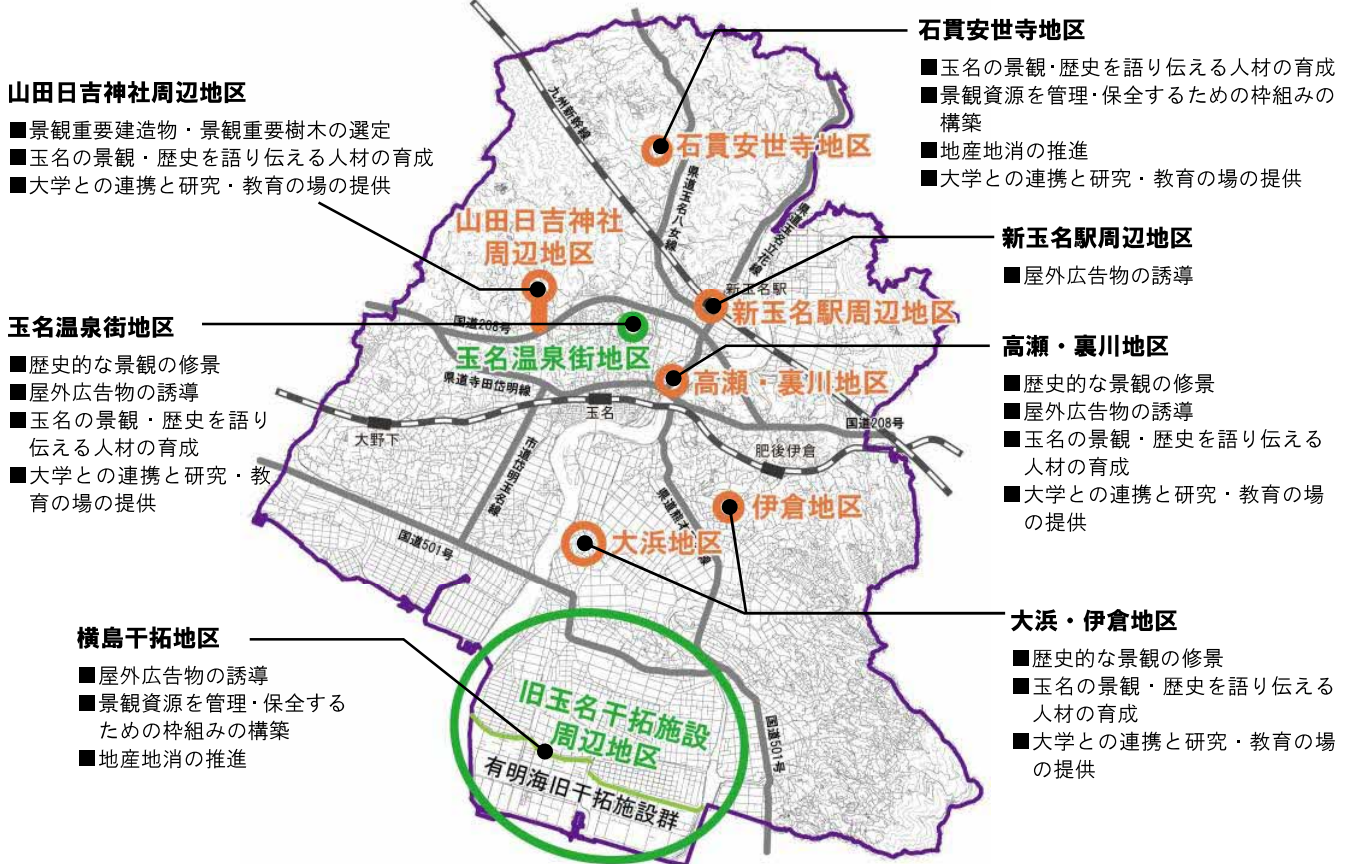 石貫安世寺地区
■玉名の景観・歴史を語り伝える人材の育成
■景観資源を管理・保全するための枠組みの
構築
■地産地消の推進
■大学との連携と研究・教育の場の提供
山田日吉神社周辺地区
■景観重要建造物・景観重要樹木の選定
■玉名の景観・歴史を語り伝える人材の育成
■大学との連携と研究・教育の場の提供
新玉名駅周辺地区
■屋外広告物の誘導
玉名温泉街地区
■歴史的な景観の修景
■屋外広告物の誘導
■玉名の景観・歴史を語り
伝える人材の育成
■大学との連携と研究・教
育の場の提供
高瀬・裏川地区
■歴史的な景観の修景
■屋外広告物の誘導
■玉名の景観・歴史を語り伝える
人材の育成
■大学との連携と研究・教育の場
の提供
横島干拓地区
■屋外広告物の誘導
■景観資源を管理・保全する
ための枠組みの構築
■地産地消の推進
大浜・伊倉地区
■歴史的な景観の修景
■玉名の景観・歴史を語り伝える
人材の育成
■大学との連携と研究・教育の場
の提供
九州新幹線
石貫安世寺地区
県道玉名八女線
県道玉名立花線
山田日吉神社
周辺地区
新玉名駅
新玉名駅周辺地区
国道208号
玉名温泉街地区
県道寺田岱明線
高瀬・裏川地区
玉名
大野下
国道208号
肥後伊倉
市道岱明玉名線
伊倉地区
大浜地区
国道501号
旧玉名干拓施設
周辺地区
国道501号
有明海旧干拓施設群